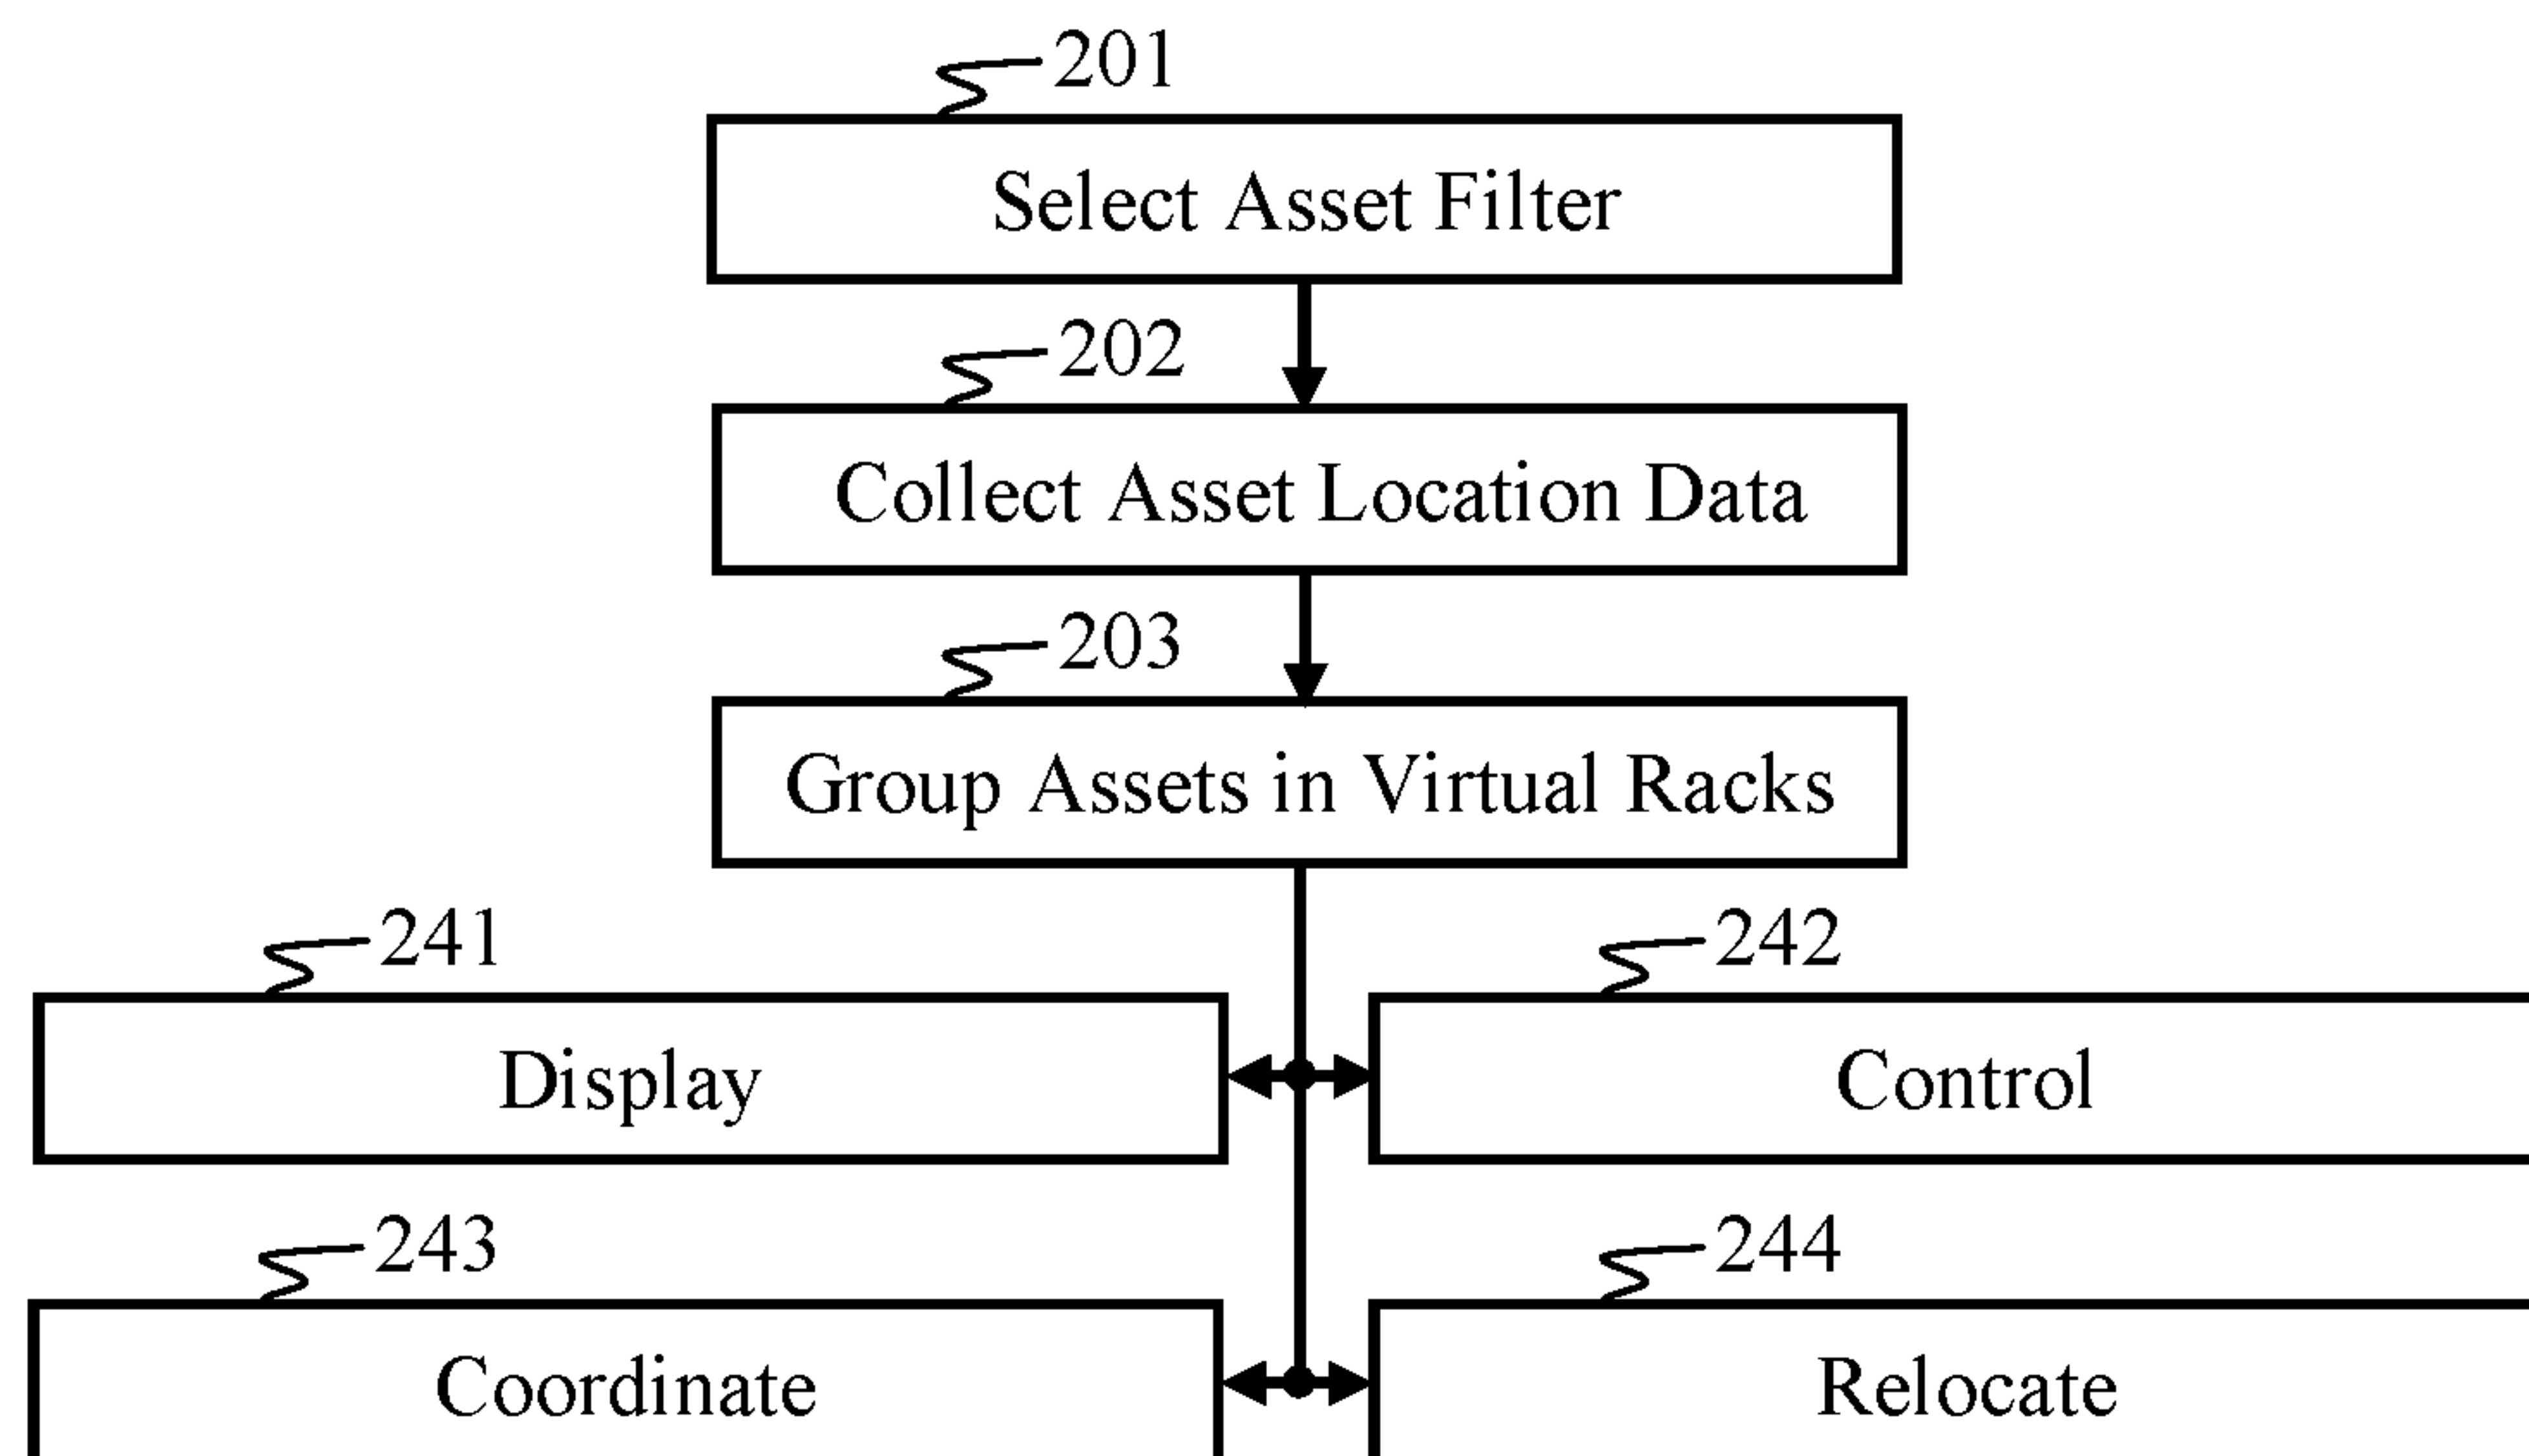 201
Select Asset Filter
202
Collect Asset Location Data
203
Group Assets in Virtual Racks
241
242
Display
Control
243
244
Coordinate
Relocate